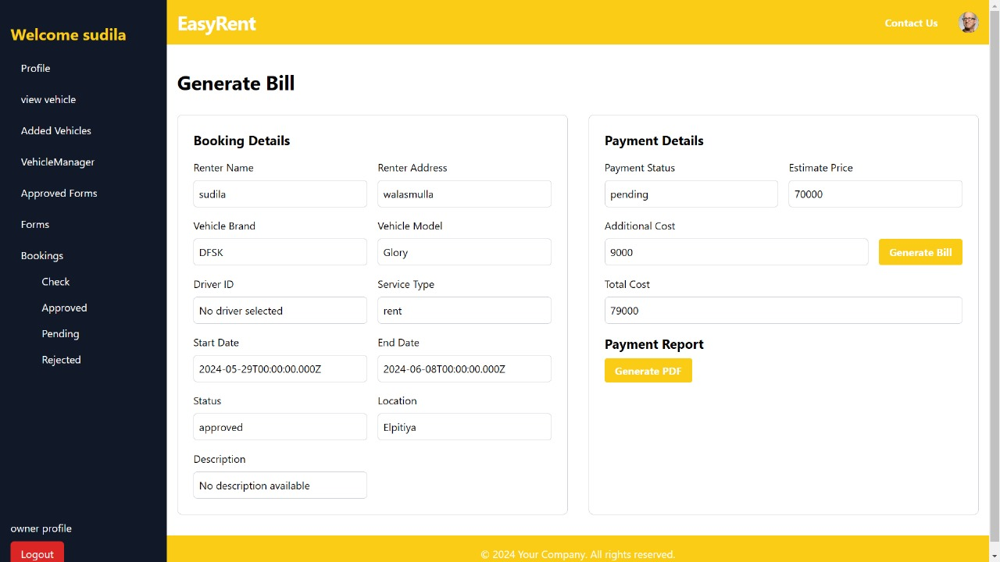 Welcome sudila
Profile
view vehicle
Added Vehicles
VehicleManager
Approved Forms
Forms
Bookings
Check
Approved
Pending
Rejected
owner profile
Logout
EasyRent
Contact Us
Generate Bill
Booking Details
Renter Name
Renter Address
sudila
walasmulla
Vehicle Brand
Vehicle Model
DFSK
Glory
Driver ID
Service Type
No driver selected
rent
Start Date
End Date
2024-05-29T00:00:00.000Z
2024-06-08T00:00:00.000Z
Status
Location
approved
Elpitiya
Description
No description available
Payment Details
Payment Status
Estimate Price
pending
70000
Additional Cost
9000
Generate Bill
Total Cost
79000
Payment Report
Generate PDF
© 2024 Your Company. All rights reserved.